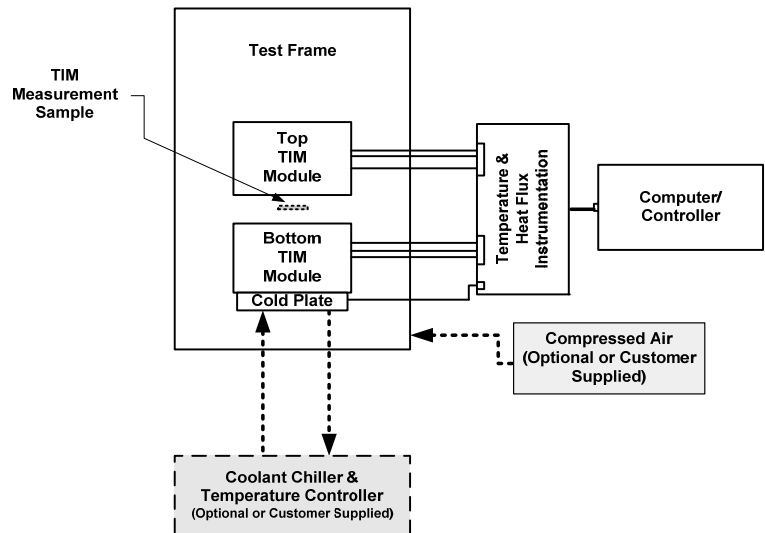 Test Frame
TIM
Measurement
Sample
Top
TIM
Module
Bottom
TIM
Module
Cold Plate
Temperature &
Heat Flux
Instrumentation
Computer/
Controller
Compressed Air
(Optional or Customer
Supplied)
Coolant Chiller &
Temperature Controller
(Optional or Customer Supplied)